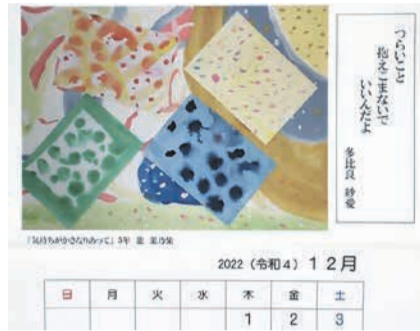 つらいこと
抱えこまないで
いいんだよ
多比良 紗愛
「気持ちがかさなりあって」5年
2022（令和4）12月
日 月 火 水 木 金 土
1 2 3